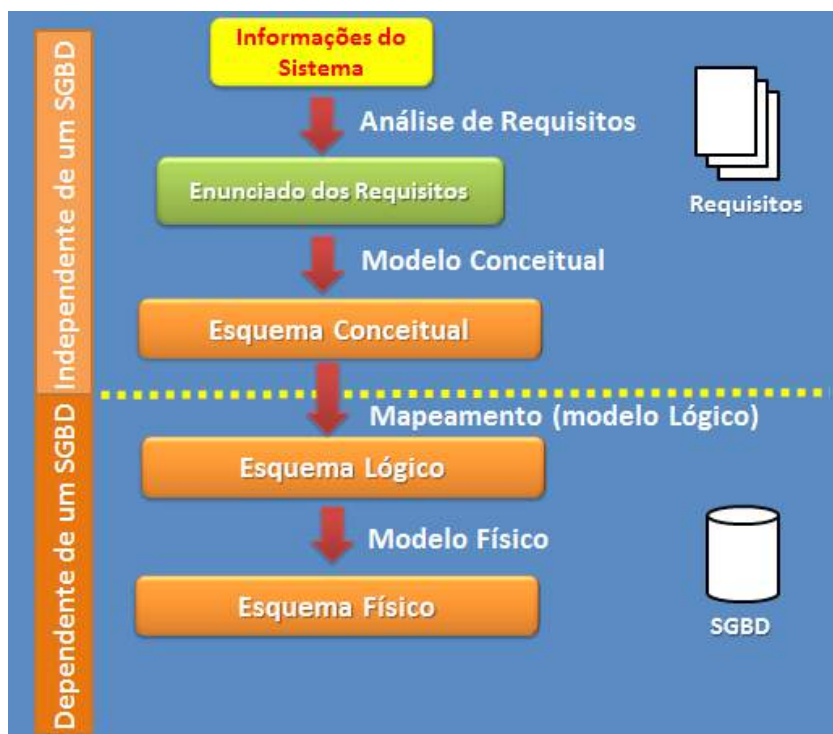 Informações do
Sistema
Análise de Requisitos
Enunciado dos Requisitos
Requisitos
Modelo Conceitual
Esquema Conceitual
Independente de um SGBD
Mapeamento (modelo Lógico)
Esquema Lógico
Modelo Físico
Esquema Físico
SGBD
Dependente de um SGBD